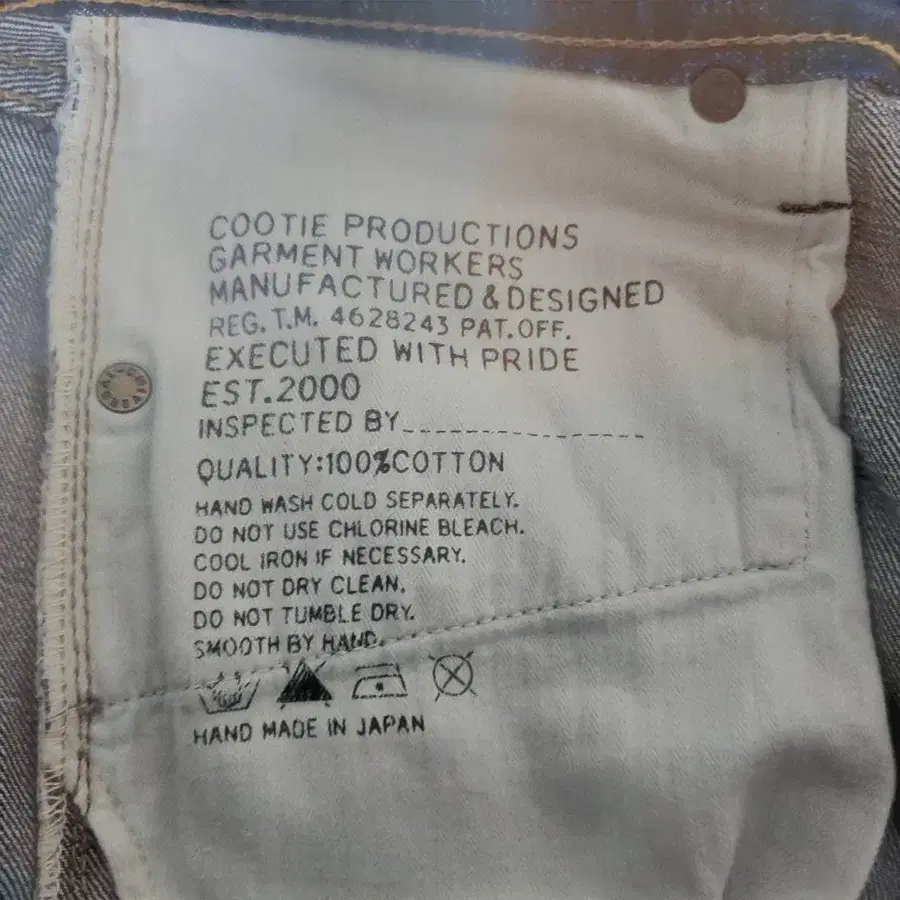 COOTIE PRODUCTIONS
GARMENT WORKERS
MANUFACTURED & DESIGNED
REG. T.M. 4628243 PAT. OFF.
EXECUTED WITH PRIDE
EST.2000
INSPECTED BY________________
QUALITY:100%COTTON
HAND WASH COLD SEPARATELY.
DO NOT USE CHLORINE BLEACH.
COOL IRON IF NECESSARY.
DO NOT DRY CLEAN.
DO NOT TUMBLE DRY.
SMOOTH BY HAND.
HAND MADE IN JAPAN